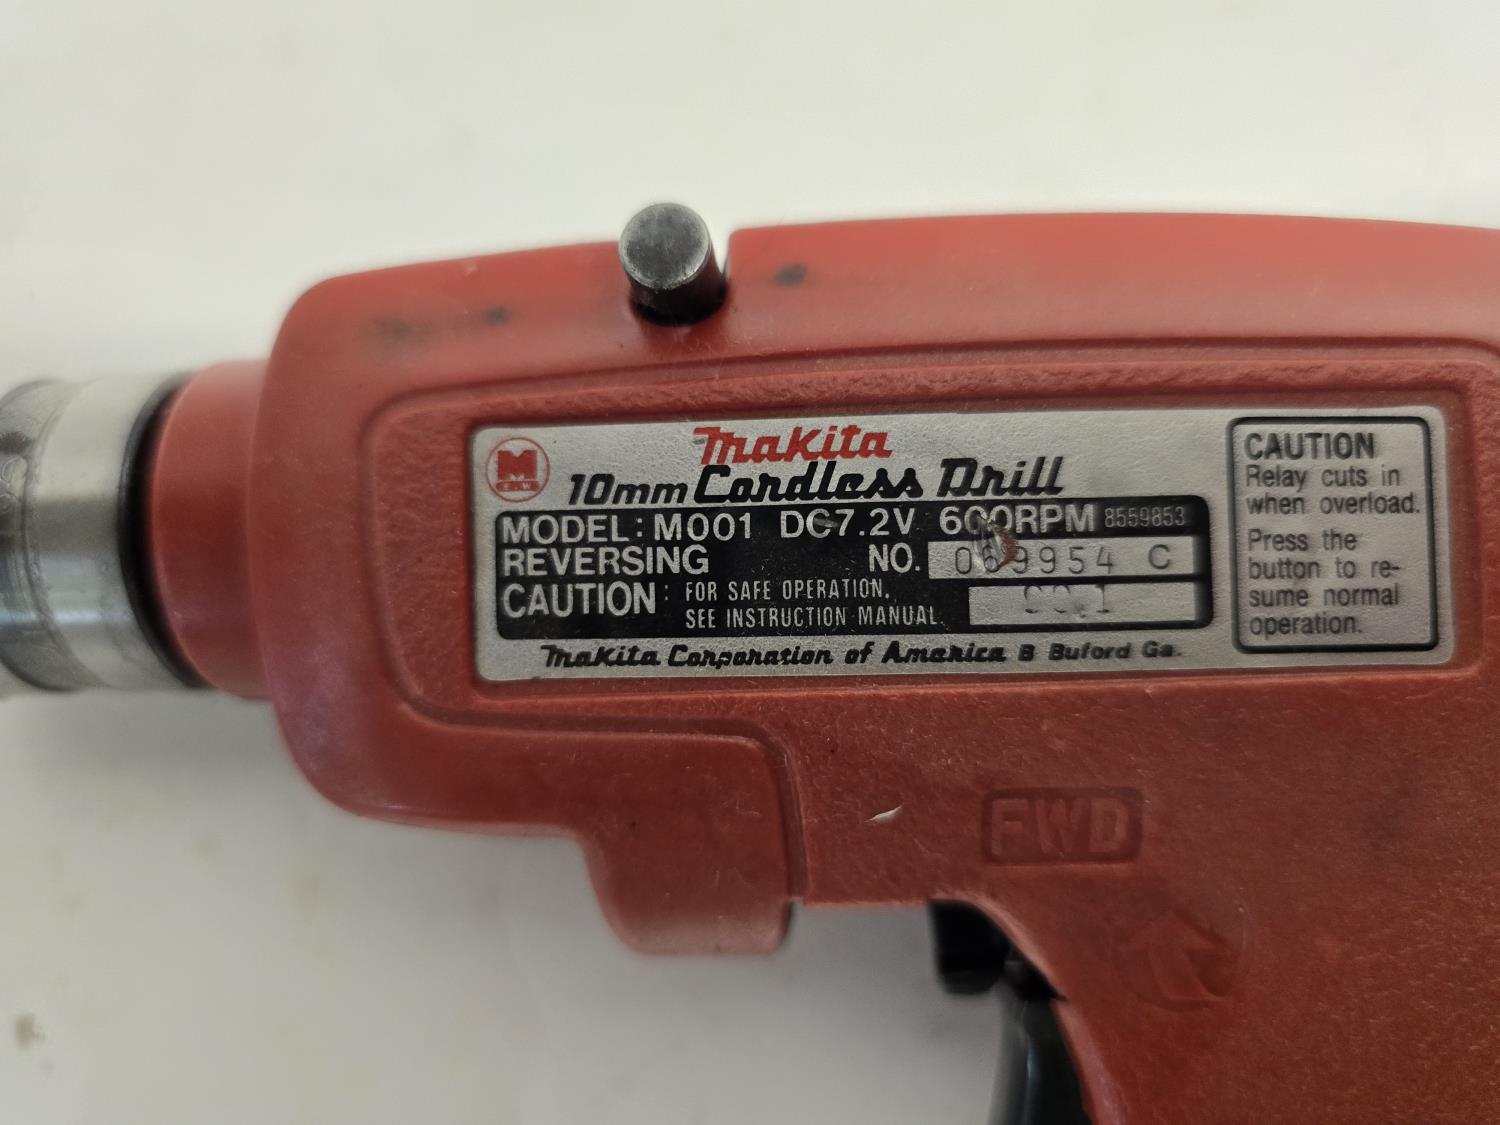 Makita
M
10mm Cordless Drill
MODEL: M001 DC7.2V 600RPM 8559853
REVERSING NO. 069954 C
CAUTION: FOR SAFE OPERATION,
SEE INSTRUCTION MANUAL
Makita Corporation of America B Buford Ga.
CAUTION
Relay cuts in
when overload.
Press the
button to re-
sume normal
operation.
FWD